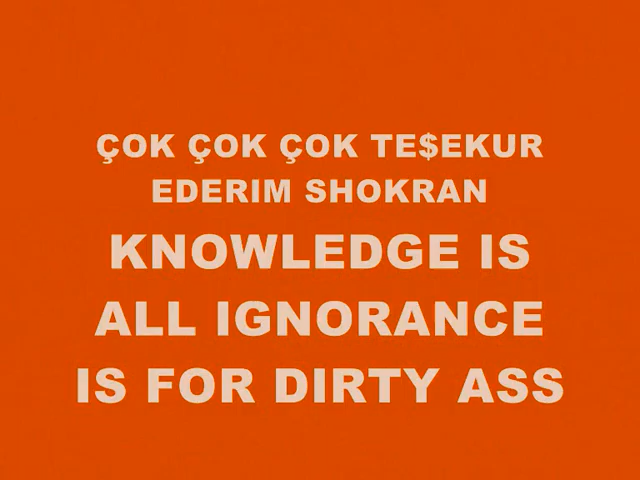 ÇOK ÇOK ÇOK TE$EKUR
EDERIM SHOKRAN
KNOWLEDGE IS
ALL IGNORANCE
IS FOR DIRTY ASS